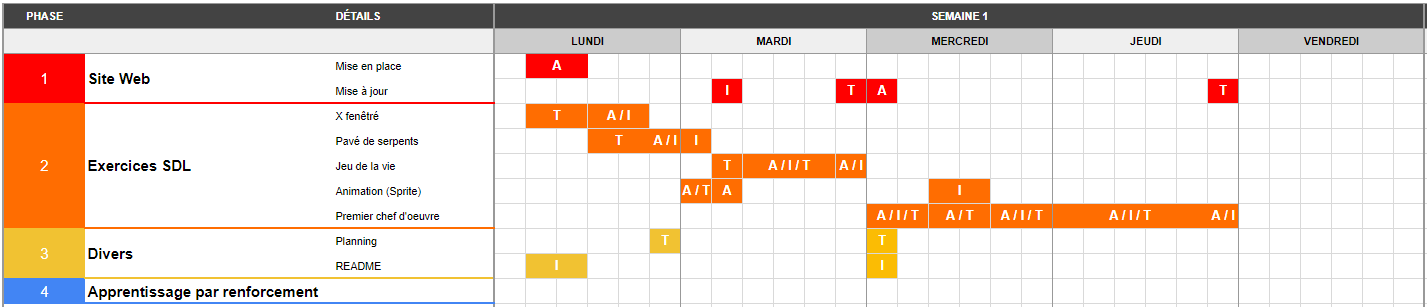 PHASE DÉTAILS SEMAINE 1
LUNDI MARDI MERCREDI JEUDI VENDREDI
1 Site Web
Mise en place A
Mise à jour I T A T
2 Exercices SDL
X fenêtré T A / I
Pavé de serpents T A / I I
Jeu de la vie T A / I / T A / I
Animation (Sprite) A / T A I
Premier chef d'oeuvre A / I / T A / T A / I / T A / I / T A / I
3 Divers
Planning T T
README I I
4 Apprentissage par renforcement